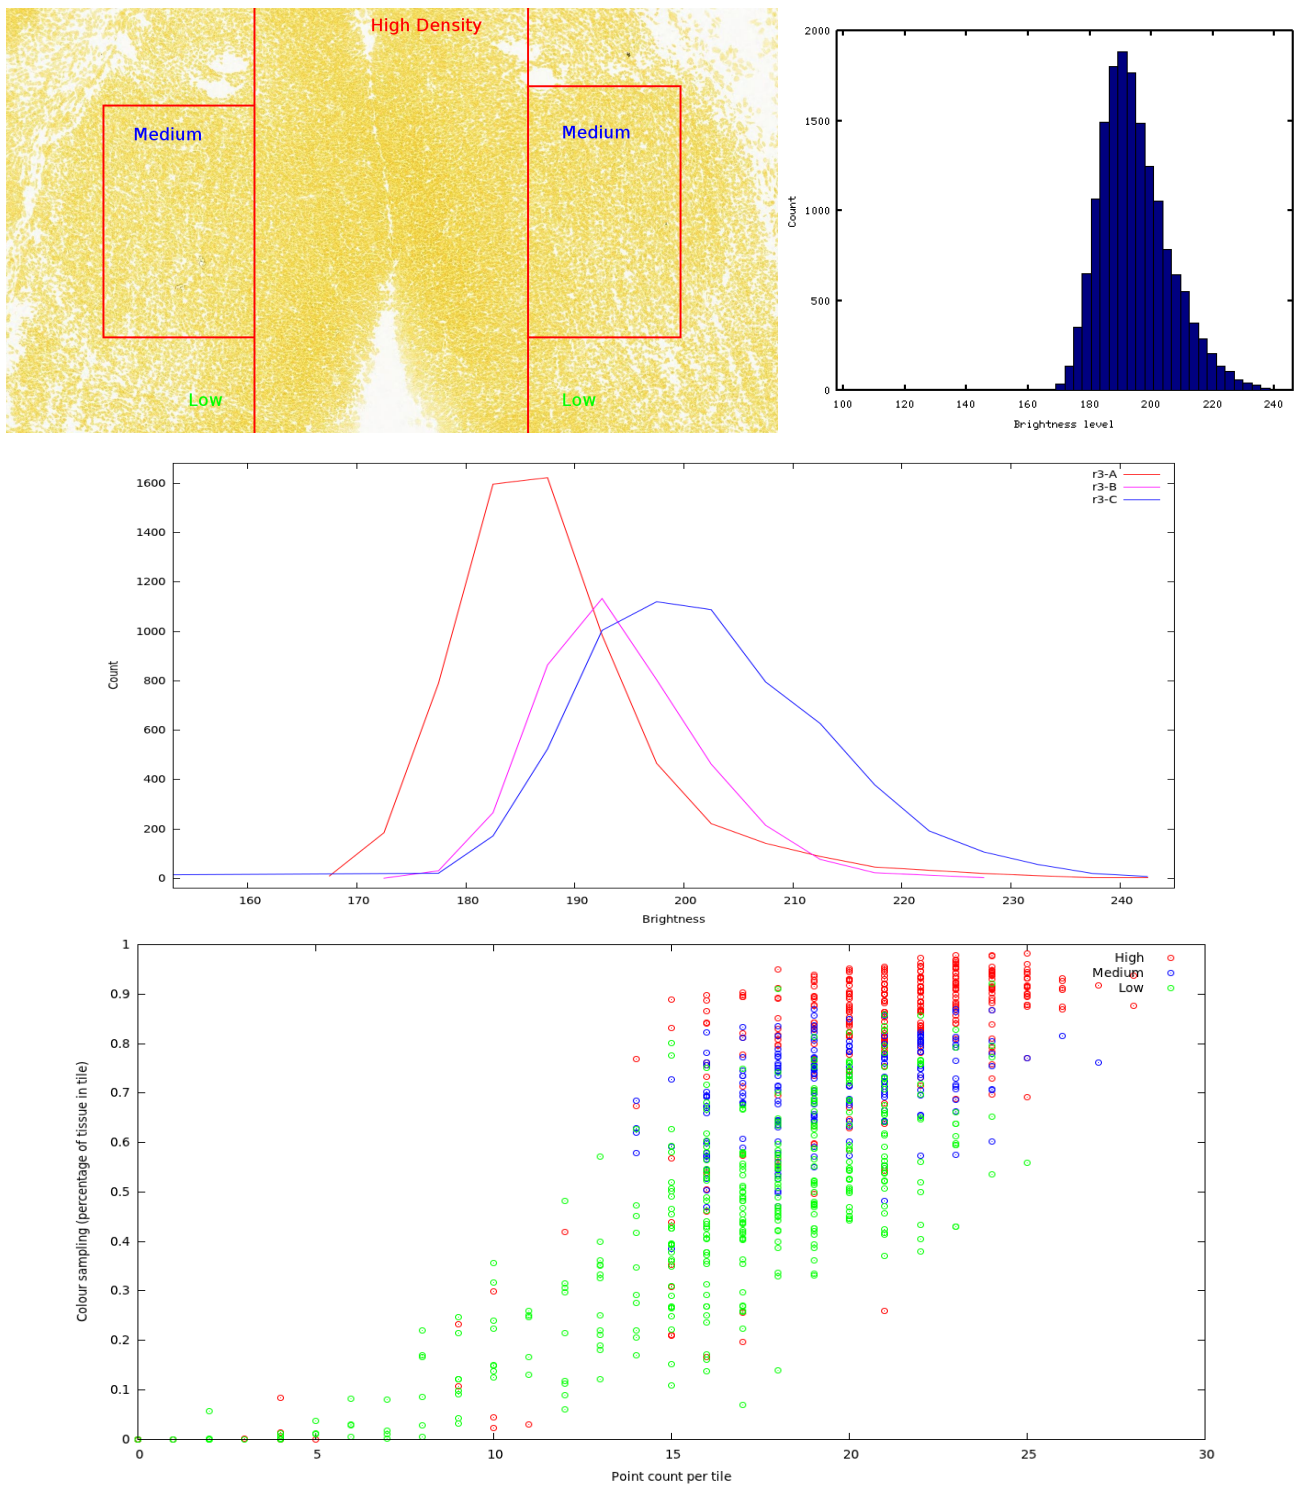 High Density
Medium
Medium
Low
Low
2000
1500
1000
500
0
Count
100 120 140 160 180 200 220 240
Brightness level
r3-A
r3-B
r3-C
1600
1400
1200
1000
800
600
400
200
0
Count
160 170 180 190 200 210 220 230 240
Brightness
High
Medium
Low
1
0.9
0.8
0.7
0.6
0.5
0.4
0.3
0.2
0.1
0
Colour sampling (percentage of tissue in tile)
0 5 10 15 20 25 30
Point count per tile